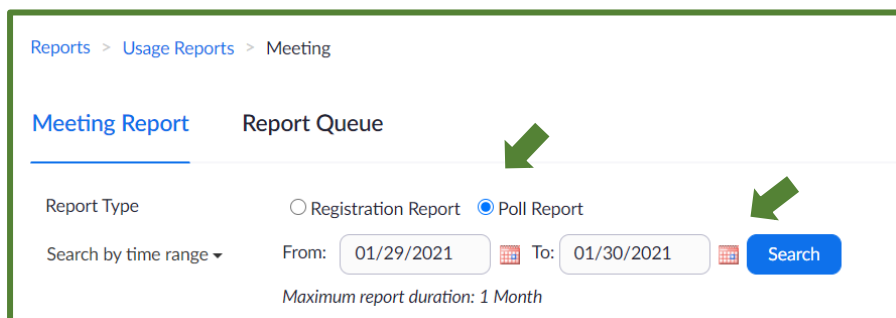 Reports > Usage Reports > Meeting
Meeting Report Report Queue
Report Type Registration Report Poll Report
Search by time range From: 01/29/2021 To: 01/30/2021 Search
Maximum report duration: 1 Month